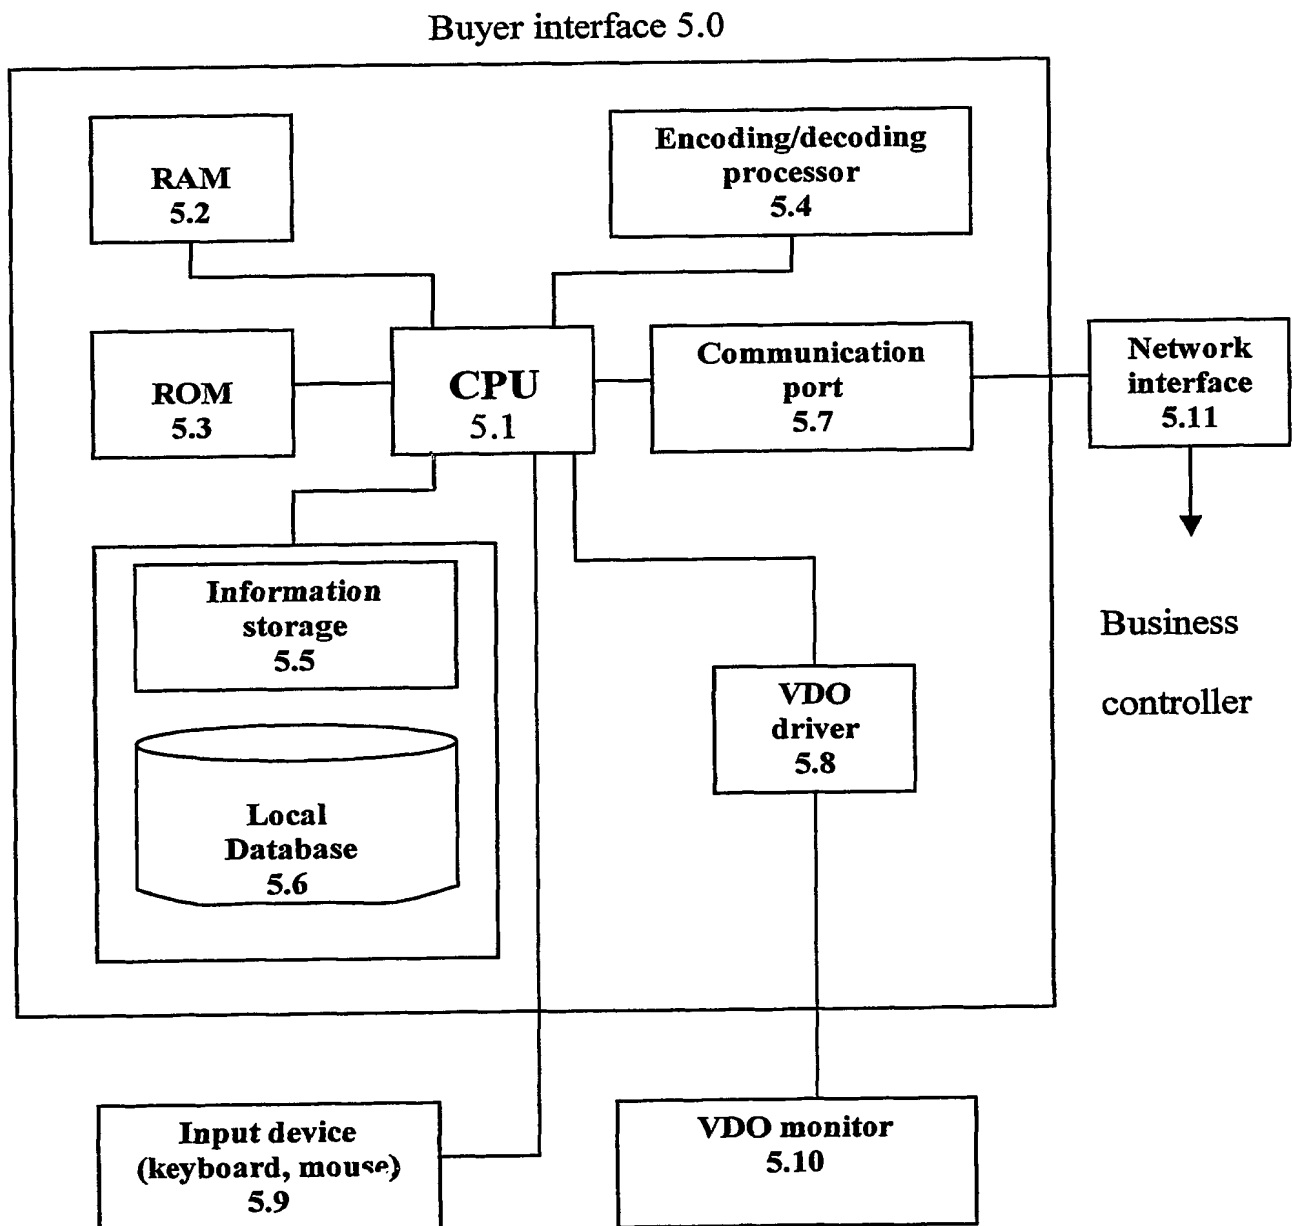 Buyer interface 5.0
RAM
5.2
Encoding/decoding
processor
5.4
ROM
5.3
CPU
5.1
Communication
port
5.7
Network
interface
5.11
Information
storage
5.5
Business
controller
VDO
driver
5.8
Local
Database
5.6
Input device
(keyboard, mouse)
5.9
VDO monitor
5.10